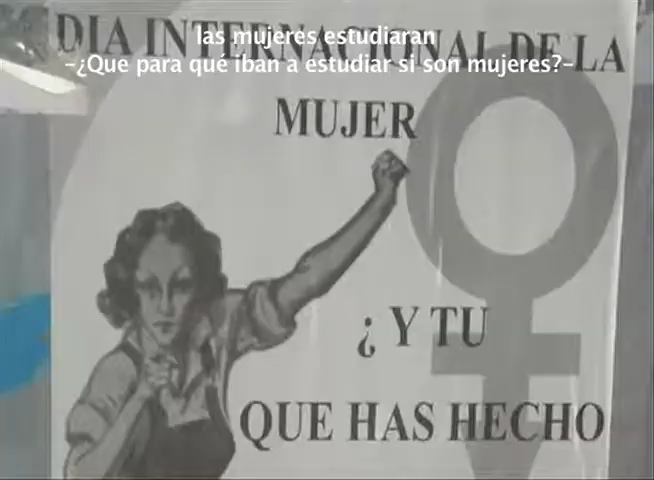 las mujeres estudiaran
-¿Que para qué iban a estudiar si son mujeres?-
DIA INTERNACIONAL DE LA
MUJER
¿ Y TU
QUE HAS HECHO